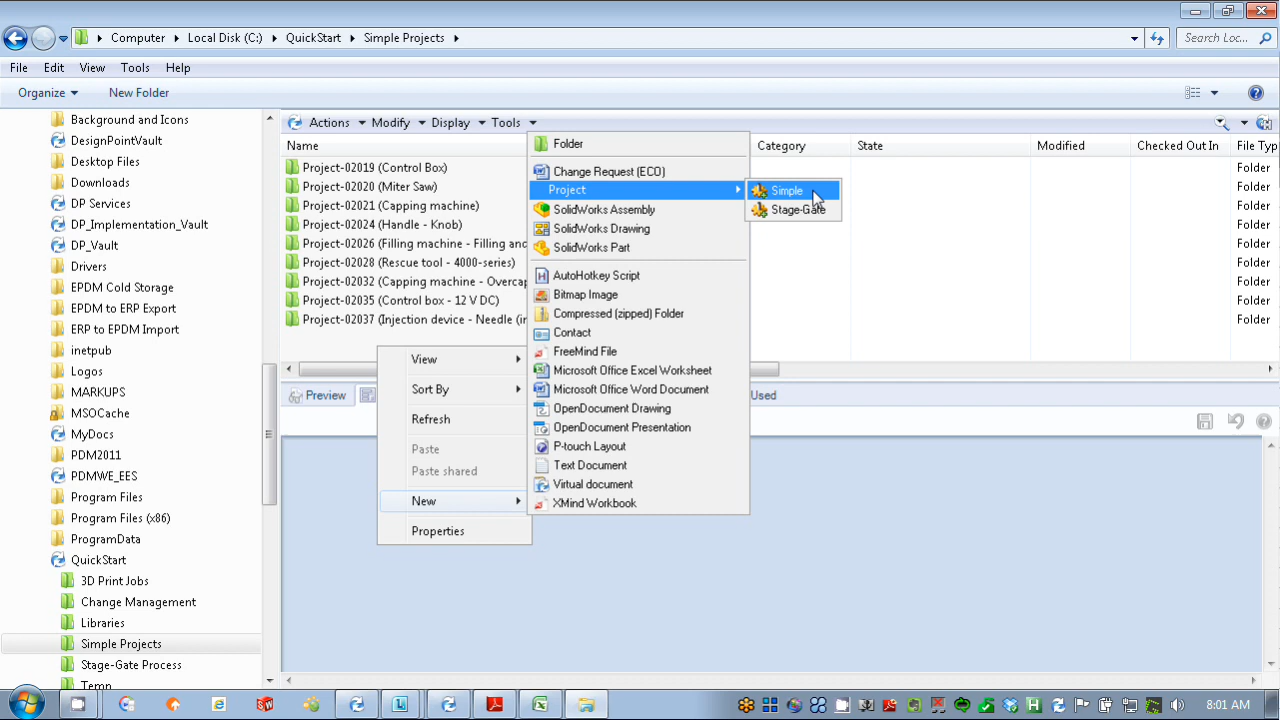 Computer ▸ Local Disk (C:) ▸ QuickStart ▸ Simple Projects ▸
Search Loc...
File Edit View Tools Help
Organize New Folder
Background and Icons
DesignPointVault
Desktop Files
Downloads
DP Services
DP_Implementation_Vault
DP_Vault
Drivers
EPDM Cold Storage
EPDM to ERP Export
ERP to EPDM Import
inetpub
Logos
MARKUPS
MSOCache
MyDocs
PDM2011
PDMWE_EES
Program Files
Program Files (x86)
ProgramData
QuickStart
3D Print Jobs
Change Management
Libraries
Simple Projects
Stage-Gate Process
Temp
Actions Modify Display Tools
Name Category State Modified Checked Out In File Typ
Project-02019 (Control Box) Folder
Project-02020 (Miter Saw) Folder
Project-02021 (Capping machine) Folder
Project-02024 (Handle - Knob) Folder
Project-02026 (Filling machine - Filling and Folder
Project-02028 (Rescue tool - 4000-series) Folder
Project-02032 (Capping machine - Overcap Folder
Project-02035 (Control box - 12 V DC) Folder
Project-02037 (Injection device - Needle (in Folder
View
Sort By
Refresh
Paste
Paste shared
New
Properties
Folder
Change Request (ECO)
Project
SolidWorks Assembly
SolidWorks Drawing
SolidWorks Part
AutoHotkey Script
Bitmap Image
Compressed (zipped) Folder
Contact
FreeMind File
Microsoft Office Excel Worksheet
Microsoft Office Word Document
OpenDocument Drawing
OpenDocument Presentation
P-touch Layout
Text Document
Virtual document
XMind Workbook
Simple
Stage-Gate
Preview
Used
8:01 AM